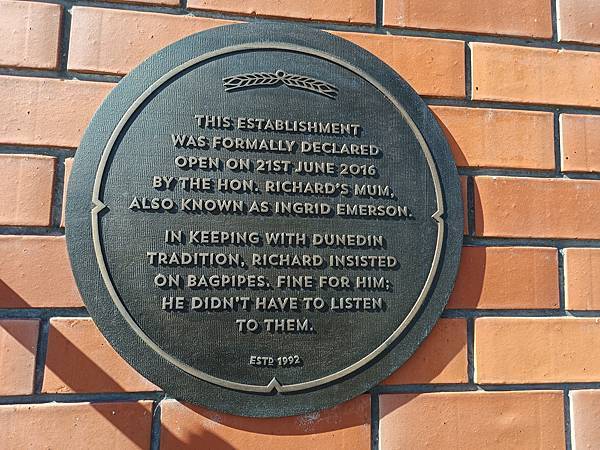 THIS ESTABLISHMENT
WAS FORMALLY DECLARED
OPEN ON 21ST JUNE 2016
BY THE HON. RICHARD'S MUM,
ALSO KNOWN AS INGRID EMERSON.
IN KEEPING WITH DUNEDIN
TRADITION, RICHARD INSISTED
ON BAGPIPES. FINE FOR HIM;
HE DIDN'T HAVE TO LISTEN
TO THEM.
ESTD 1992